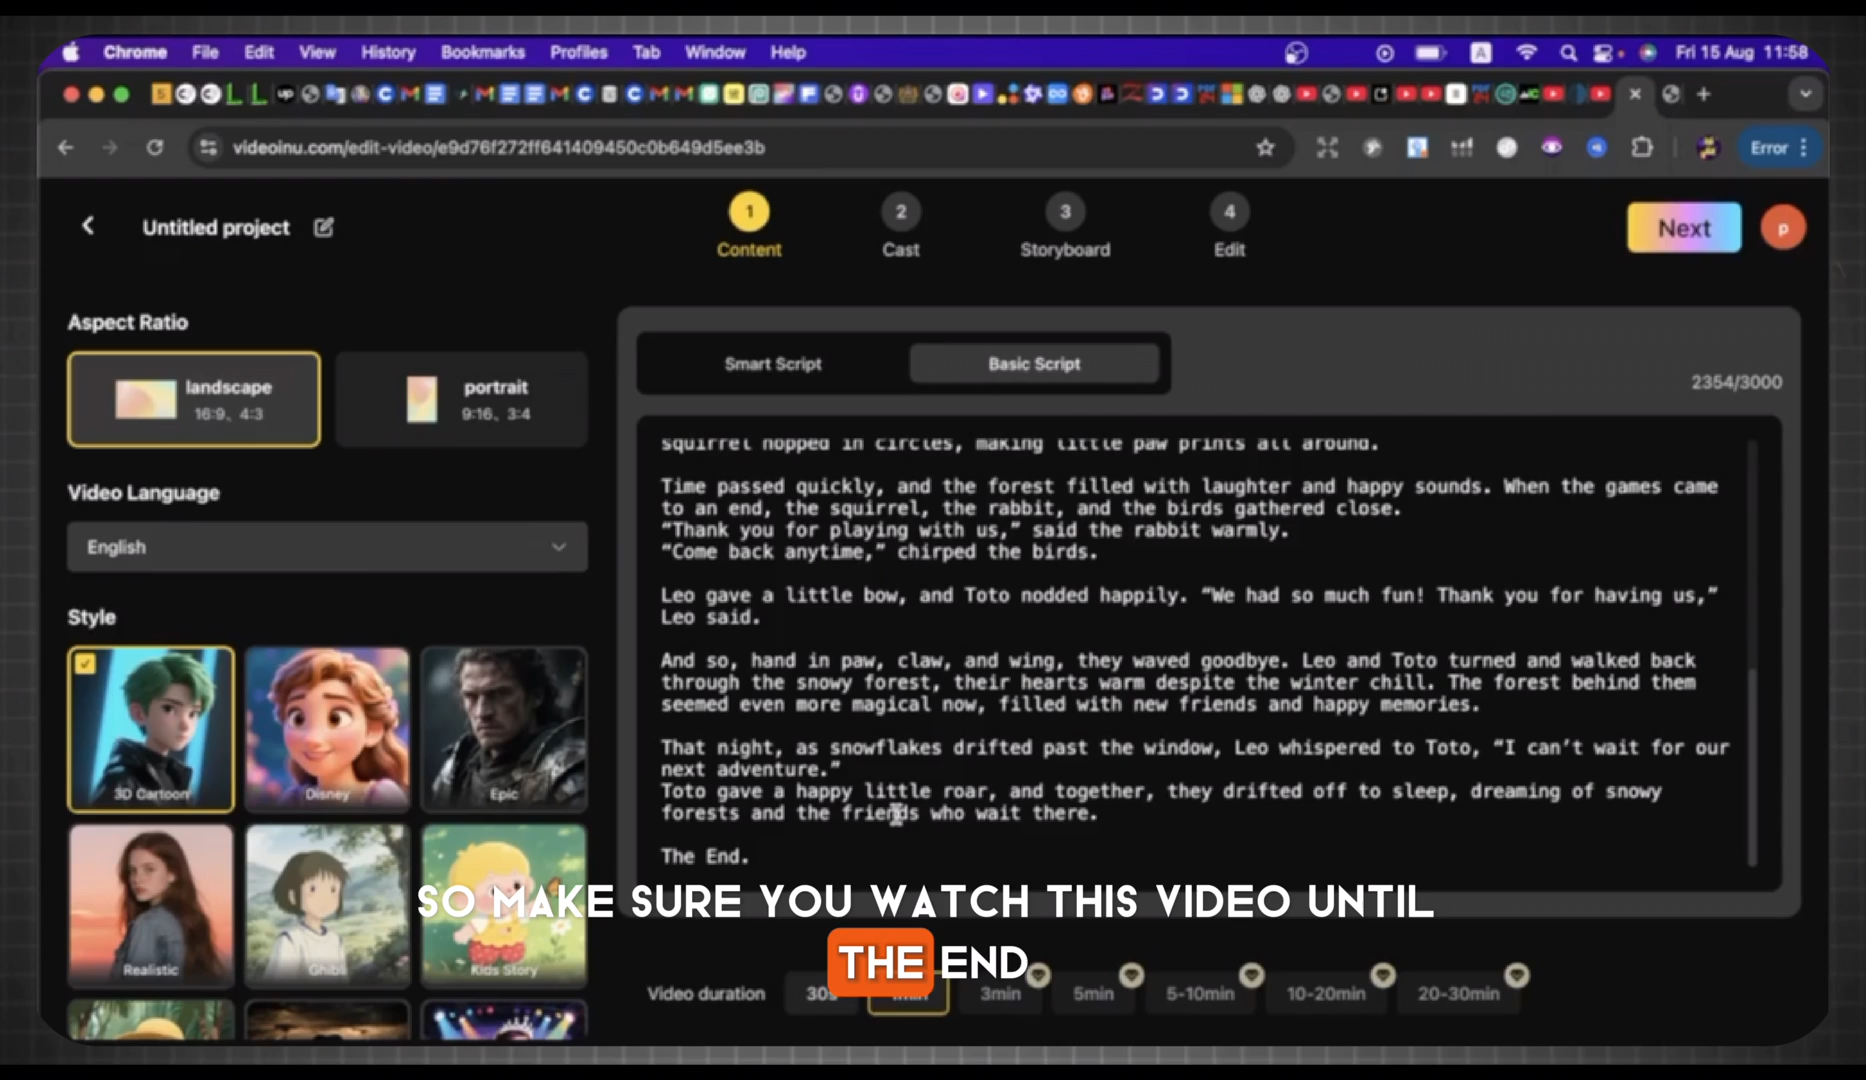 Chrome File Edit View History Bookmarks Profiles Tab Window Help A Fri 15 Aug 11:58
videoinu.com/edit-video/e9d76f272ff641409450c0b649d5ee3b Error
Untitled project
1 2 3 4
Content Cast Storyboard Edit
Next p
Aspect Ratio
landscape
16:9、4:3
portrait
9:16、3:4
Video Language
English
Style
3D Cartoon Disney Epic
Realistic Ghibli Kids Story
Smart Script Basic Script
2354/3000
squirrel hopped in circles, making little paw prints all around.
Time passed quickly, and the forest filled with laughter and happy sounds. When the games came
to an end, the squirrel, the rabbit, and the birds gathered close.
“Thank you for playing with us,” said the rabbit warmly.
“Come back anytime,” chirped the birds.
Leo gave a little bow, and Toto nodded happily. “We had so much fun! Thank you for having us,”
Leo said.
And so, hand in paw, claw, and wing, they waved goodbye. Leo and Toto turned and walked back
through the snowy forest, their hearts warm despite the winter chill. The forest behind them
seemed even more magical now, filled with new friends and happy memories.
That night, as snowflakes drifted past the window, Leo whispered to Toto, “I can’t wait for our
next adventure.”
Toto gave a happy little roar, and together, they drifted off to sleep, dreaming of snowy
forests and the friends who wait there.
The End.
SO MAKE SURE YOU WATCH THIS VIDEO UNTIL
THE END
Video duration 30s 3min 5min 5-10min 10-20min 20-30min